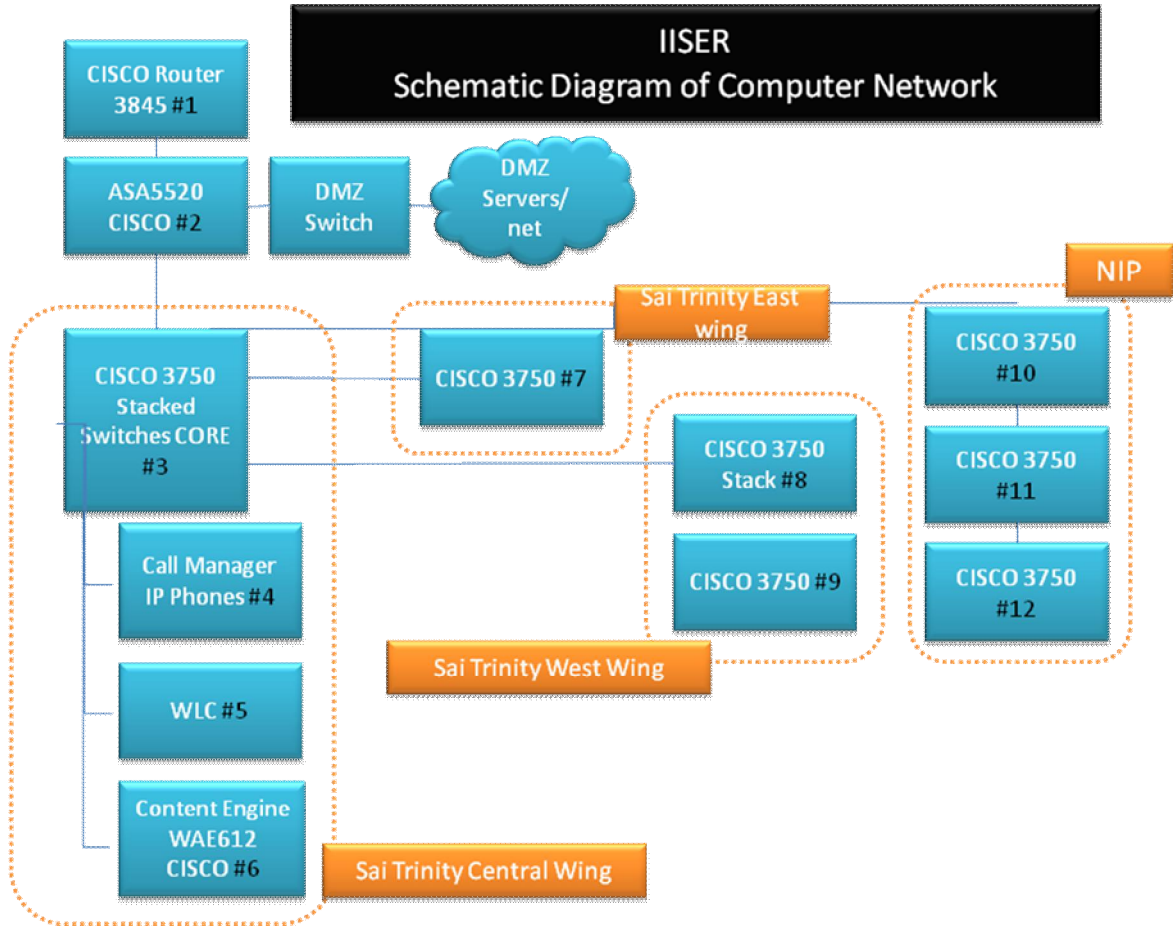 IISER
Schematic Diagram of Computer Network
CISCO Router
3845 #1
ASA5520
CISCO #2
DMZ
Switch
DMZ
Servers/
net
NIP
Sai Trinity East
wing
CISCO 3750
Stacked
Switches CORE
#3
CISCO 3750 #7
CISCO 3750
#10
CISCO 3750
Stack #8
CISCO 3750
#11
Call Manager
IP Phones #4
CISCO 3750 #9
CISCO 3750
#12
Sai Trinity West Wing
WLC #5
Content Engine
WAE612
CISCO #6
Sai Trinity Central Wing